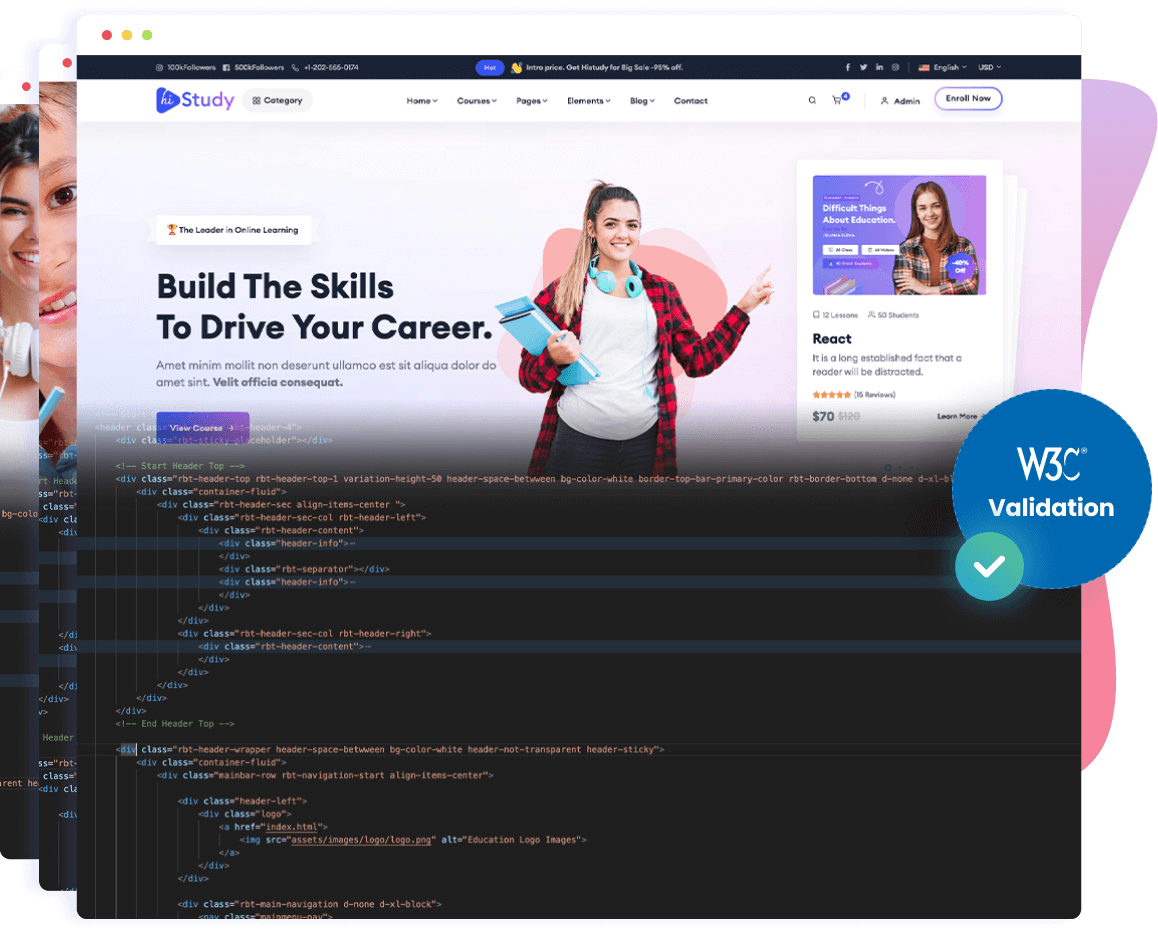 100kFollowers 500kFollowers +1-202-555-0174
Hot Intro price. Get Histudy for Big Sale -95% off.
English USD
hi Study
Category
Home Courses Pages Elements Blog Contact
4 Admin Enroll Now
The Leader in Online Learning
Build The Skills
To Drive Your Career.
Amet minim mollit non deserunt ullamco est sit aliqua dolor do
amet sint. Velit officia consequat.
View Course →
Difficult Things
About Education.
-40%
Off
12 Lessons 50 Students
React
It is a long established fact that a
reader will be distracted.
(15 Reviews)
$70 $120
Learn More
W3C®
Validation
<div class="rbt-sticky-placeholder"></div>
<!-- Start Header Top -->
<div class="rbt-header-top rbt-header-top-1 variation-height-50 header-space-betwween bg-color-white border-top-bar-primary-color rbt-border-bottom d-none d-xl-bl
<div class="container-fluid">
<div class="rbt-header-sec align-items-center ">
<div class="rbt-header-sec-col rbt-header-left">
<div class="rbt-header-content">
<div class="header-info">
</div>
<div class="rbt-separator"></div>
<div class="header-info">
</div>
</div>
</div>
<div class="rbt-header-sec-col rbt-header-right">
<div class="rbt-header-content">
</div>
</div>
</div>
</div>
</div>
<!-- End Header Top -->
<div class="rbt-header-wrapper header-space-betwween bg-color-white header-not-transparent header-sticky">
<div class="container-fluid">
<div class="mainbar-row rbt-navigation-start align-items-center">
<div class="header-left">
<div class="logo">
<a href="index.html">
<img src="assets/images/logo/logo.png" alt="Education Logo Images">
</a>
</div>
</div>
<div class="rbt-main-navigation d-none d-xl-block">
<nav class="mainmenu-nav">